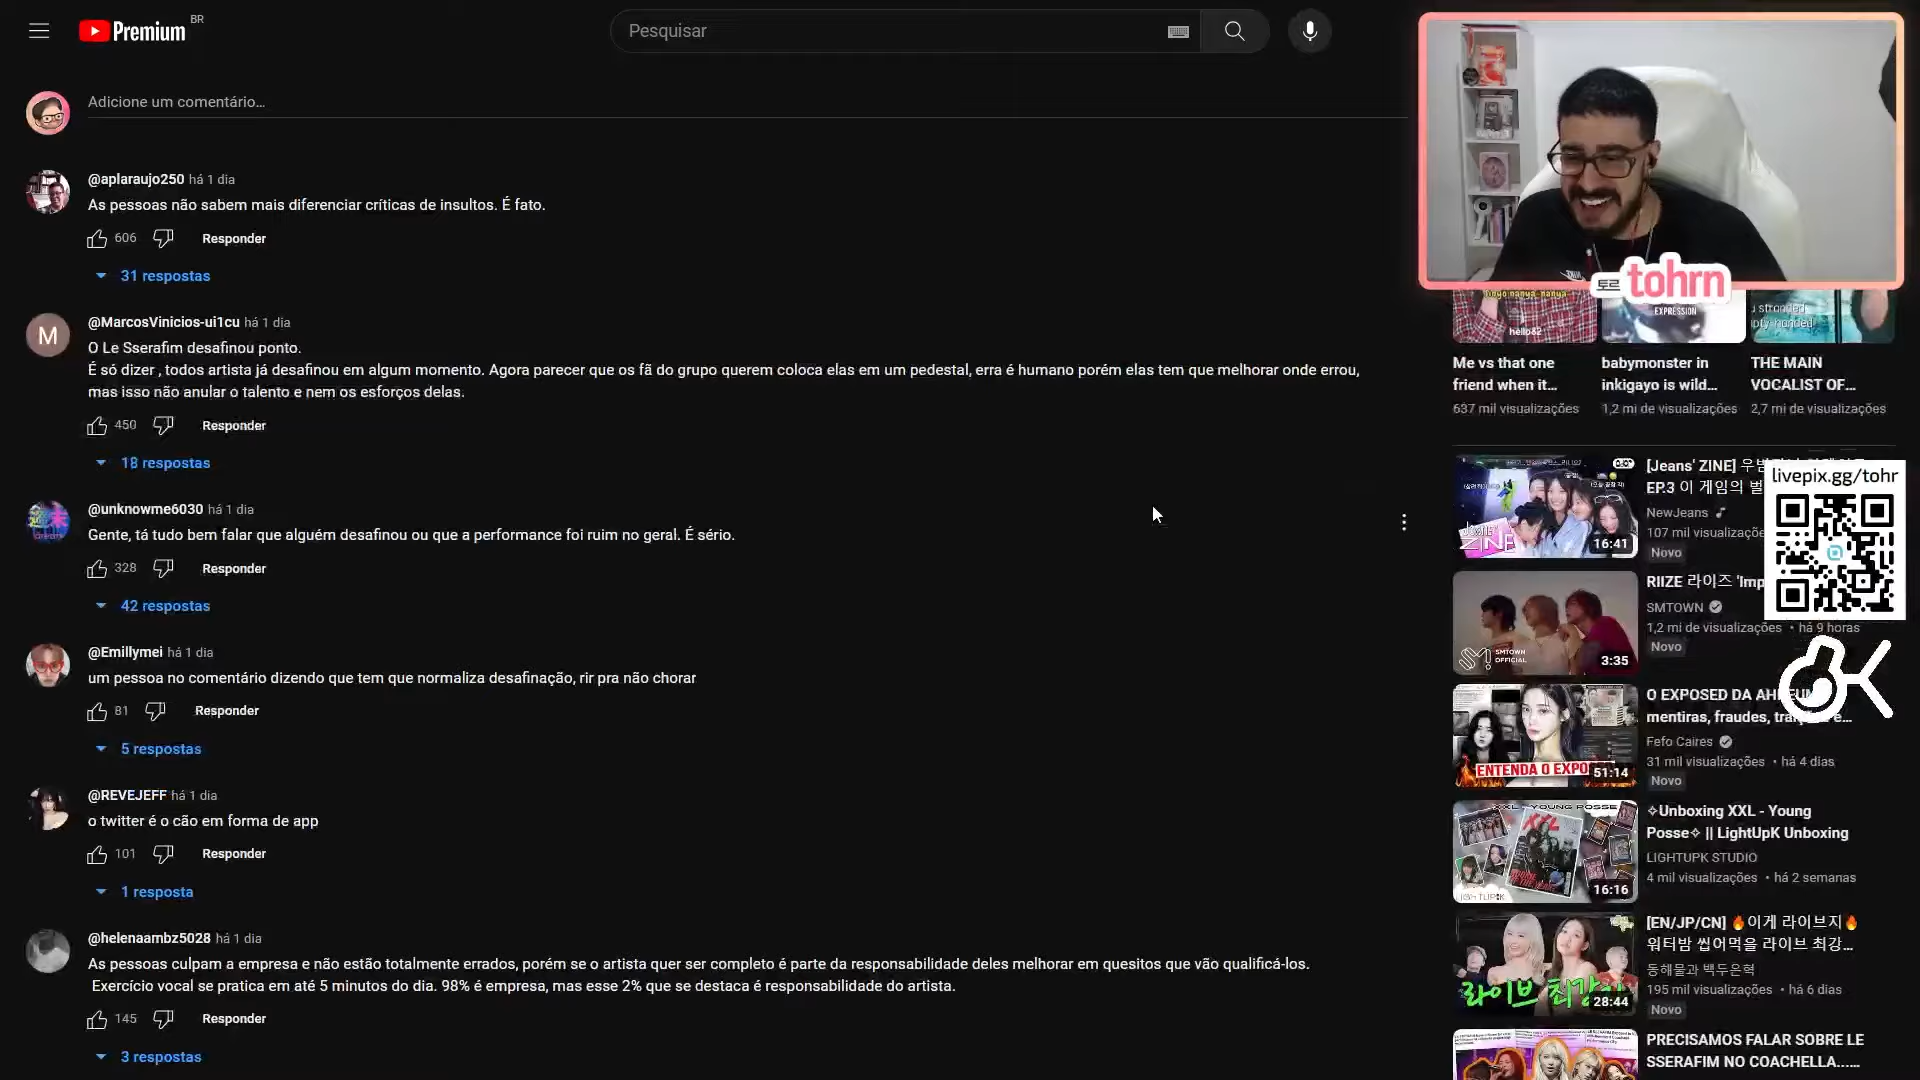 Premium BR
Pesquisar
Adicione um comentário...
@aplaraujo250 há 1 dia
As pessoas não sabem mais diferenciar críticas de insultos. É fato.
606 Responder
31 respostas
M
@MarcosVinicios-ui1cu há 1 dia
O Le Sserafim desafinou ponto.
É só dizer , todos artista já desafinou em algum momento. Agora parecer que os fã do grupo querem coloca elas em um pedestal, erra é humano porém elas tem que melhorar onde errou,
mas isso não anular o talento e nem os esforços delas.
450 Responder
18 respostas
@unknowme6030 há 1 dia
Gente, tá tudo bem falar que alguém desafinou ou que a performance foi ruim no geral. É sério.
328 Responder
42 respostas
@Emillymei há 1 dia
um pessoa no comentário dizendo que tem que normaliza desafinação, rir pra não chorar
81 Responder
5 respostas
@REVEJEFF há 1 dia
o twitter é o cão em forma de app
101 Responder
1 resposta
@helenaambz5028 há 1 dia
As pessoas culpam a empresa e não estão totalmente errados, porém se o artista quer ser completo é parte da responsabilidade deles melhorar em quesitos que vão qualificá-los.
Exercício vocal se pratica em até 5 minutos do dia. 98% é empresa, mas esse 2% que se destaca é responsabilidade do artista.
145 Responder
3 respostas
토르 tohrn
hello82
EXPRESSION
Me vs that one
friend when it...
637 mil visualizações
babymonster in
inkigayo is wild...
1,2 mi de visualizações
THE MAIN
VOCALIST OF...
2,7 mi de visualizações
livepix.gg/tohr
ZINE
16:41
[Jeans' ZINE]
EP.3 이 게임의 벌
NewJeans
107 mil
Novo
SMTOWN
OFFICIAL
3:35
RIIZE 라이즈 'Imp
SMTOWN
1,2 mi de visualizações • há 9 horas
Novo
OK
ENTENDA O EXPO
51:14
O EXPOSED DA
mentiras, fraudes,
Fefo Caires
31 mil visualizações • há 4 dias
Novo
XXL - YOUNG POSSE
XXL
16:16
✧Unboxing XXL - Young
Posse✧ || LightUpK Unboxing
LIGHTUPK STUDIO
4 mil visualizações • há 2 semanas
라이브 최강
28:44
[EN/JP/CN] 🔥이게 라이브지🔥
워터밤 씹어먹을 라이브 최강...
동해물과 백두은혁
195 mil visualizações • há 6 dias
Novo
PRECISAMOS FALAR SOBRE LE
SSERAFIM NO COACHELLA......